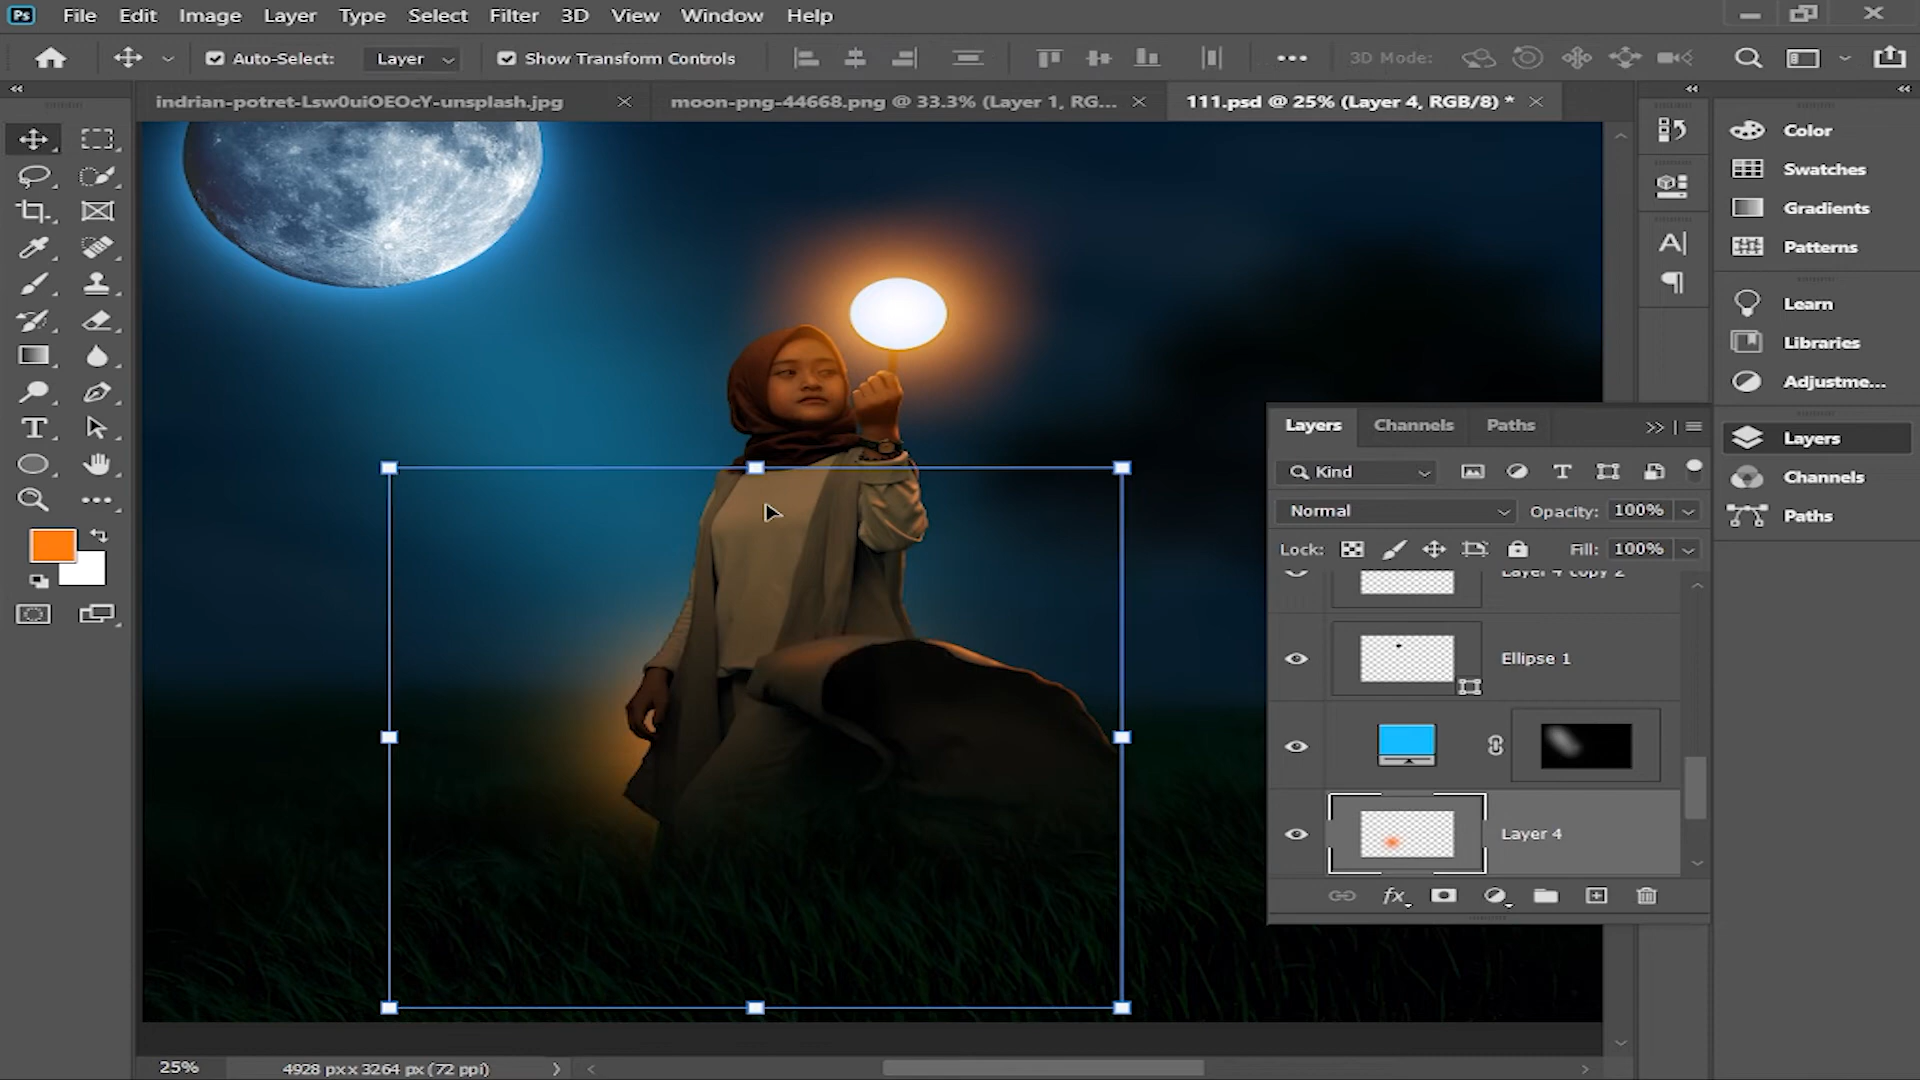 Ps File Edit Image Layer Type Select Filter 3D View Window Help
Auto-Select: Layer Show Transform Controls 3D Mode:
indrian-potret-Lsw0uiOEOcY-unsplash.jpg moon-png-44668.png @ 33.3% (Layer 1, RG... 111.psd @ 25% (Layer 4, RGB/8) *
Color
Swatches
Gradients
Patterns
Learn
Libraries
Adjustme...
Layers
Channels
Paths
Layers Channels Paths
Kind
Normal Opacity: 100%
Lock: Fill: 100%
Layer 4 copy 2
Ellipse 1
Layer 4
fx
25% 4928 px x 3264 px (72 ppi)